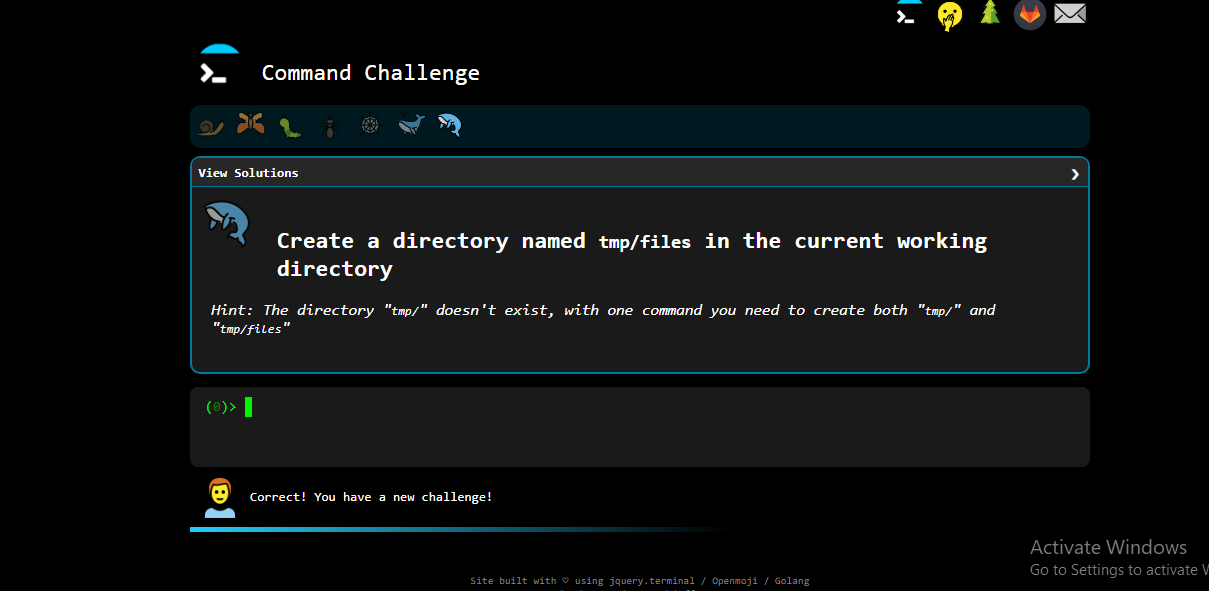 Command Challenge
View Solutions
Create a directory named tmp/files in the current working
directory
Hint: The directory "tmp/" doesn't exist, with one command you need to create both "tmp/" and
"tmp/files"
(0)>
Correct! You have a new challenge!
Activate Windows
Go to Settings to activate W
Site built with ♡ using jquery.terminal / Openmoji / Golang